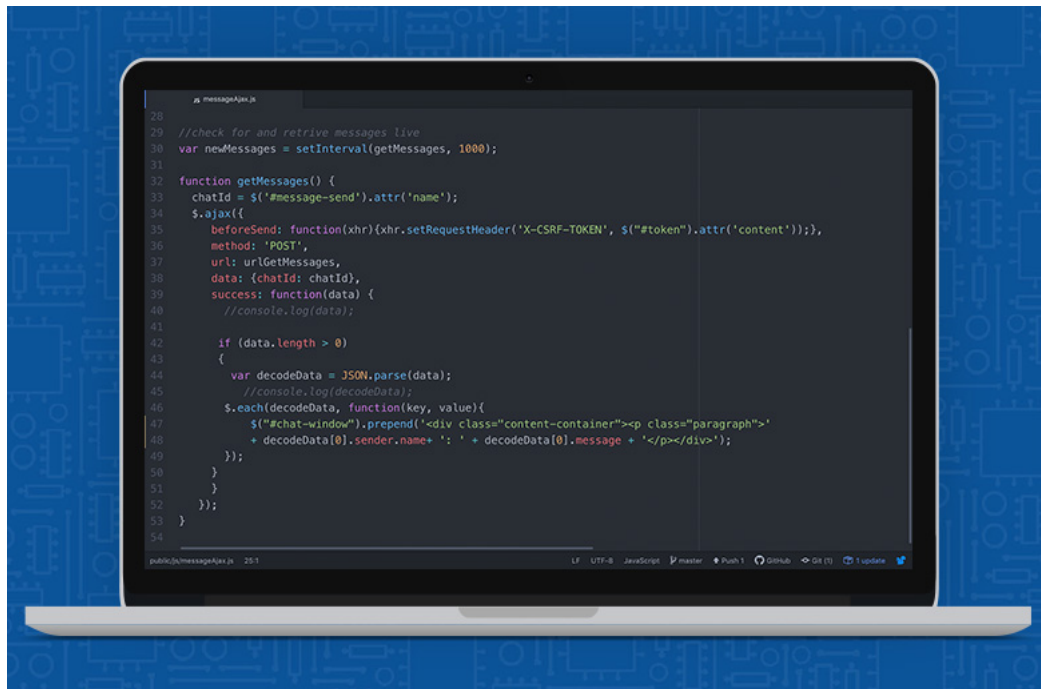 JS messageAjax.js
28
29 //check for and retrive messages live
30 var newMessages = setInterval(getMessages, 1000);
31
32 function getMessages() {
33 chatId = $('#message-send').attr('name');
34 $.ajax({
35 beforeSend: function(xhr){xhr.setRequestHeader('X-CSRF-TOKEN', $("#token").attr('content'));},
36 method: 'POST',
37 url: urlGetMessages,
38 data: {chatId: chatId},
39 success: function(data) {
40 //console.log(data);
41
42 if (data.length > 0)
43 {
44 var decodeData = JSON.parse(data);
45 //console.log(decodeData);
46 $.each(decodeData, function(key, value){
47 $("#chat-window").prepend('<div class="content-container"><p class="paragraph">'
48 + decodeData[0].sender.name+ ': ' + decodeData[0].message + '</p></div>');
49 });
50 }
51 }
52 });
53 }
54
public/js/messageAjax.js 25:1 LF UTF-8 JavaScript master Push 1 GitHub Git (1) 1 update